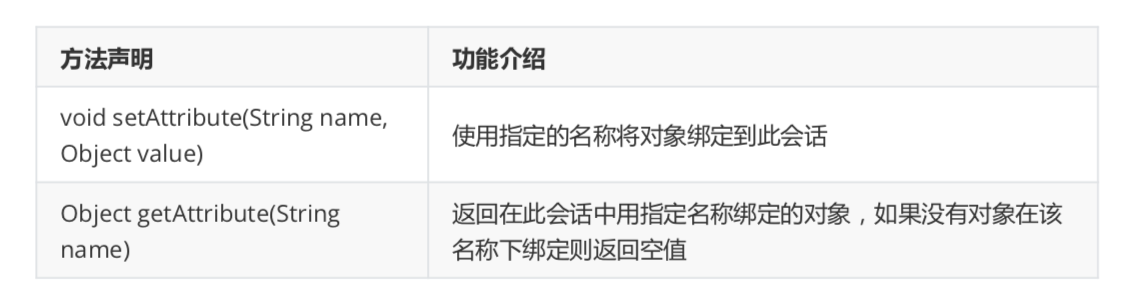 方法声明
功能介绍
void setAttribute(String name,
Object value)
使用指定的名称将对象绑定到此会话
Object getAttribute(String
name)
返回在此会话中用指定名称绑定的对象，如果没有对象在该
名称下绑定则返回空值